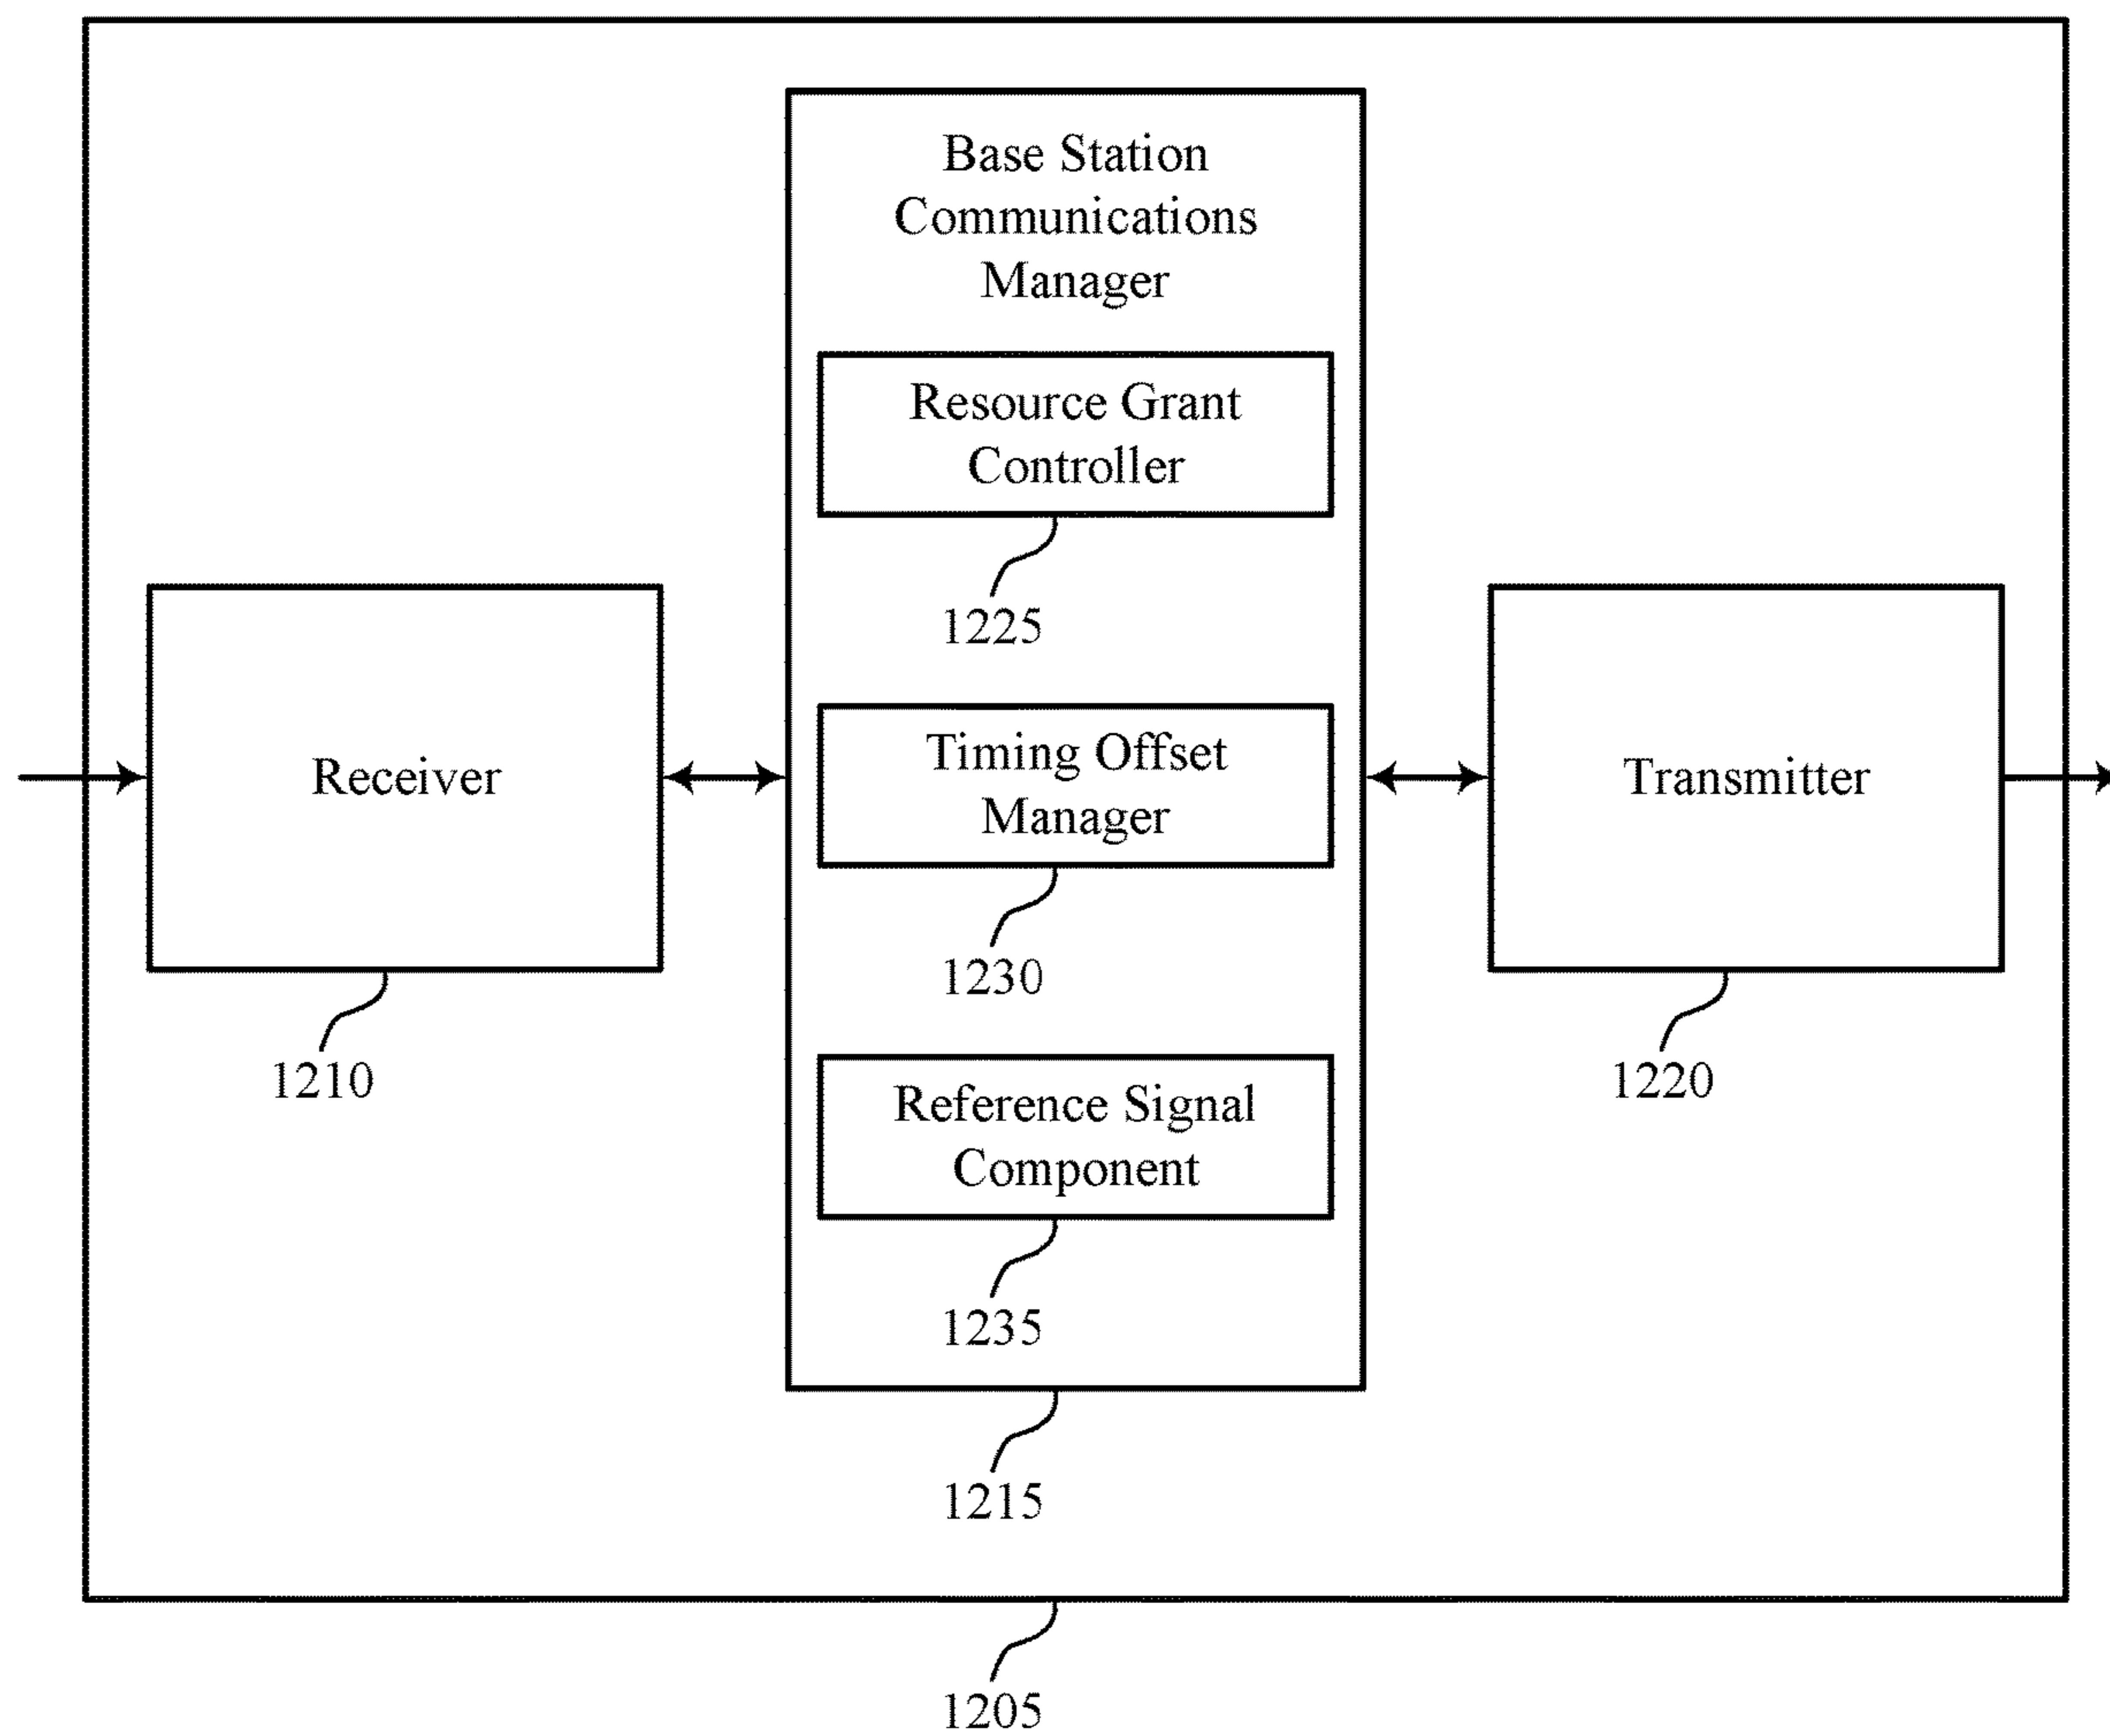 Base Station
Communications
Manager
Resource Grant
Controller
1225
Receiver
1210
Timing Offset
Manager
1230
Transmitter
1220
Reference Signal
Component
1235
1215
1205